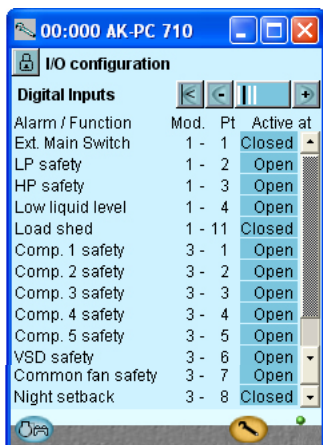 00:000 AK-PC 710
I/O configuration
Digital Inputs
Alarm / Function Mod. Pt Active at
Ext. Main Switch 1 - 1 Closed
LP safety 1 - 2 Open
HP safety 1 - 3 Open
Low liquid level 1 - 4 Open
Load shed 1 - 11 Closed
Comp. 1 safety 3 - 1 Open
Comp. 2 safety 3 - 2 Open
Comp. 3 safety 3 - 3 Open
Comp. 4 safety 3 - 4 Open
Comp. 5 safety 3 - 5 Open
VSD safety 3 - 6 Open
Common fan safety 3 - 7 Open
Night setback 3 - 8 Closed